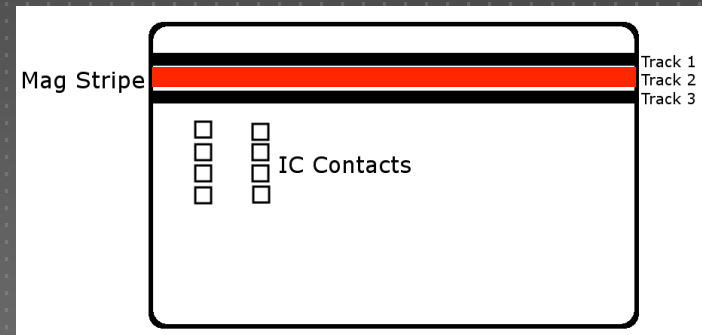 Track 1
Mag Stripe
Track 2
Track 3
IC Contacts